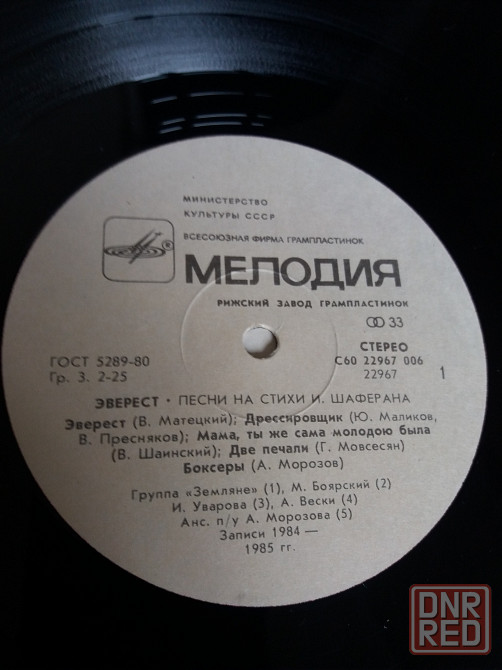 МИНИСТЕРСТВО
КУЛЬТУРЫ СССР
ВСЕСОЮЗНАЯ ФИРМА ГРАМПЛАСТИНОК
®
МЕЛОДИЯ
РИЖСКИЙ ЗАВОД ГРАМПЛАСТИНОК
33
ГОСТ 5289-80
Гр. 3. 2-25
СТЕРЕО
С60 22967 006
22967
1
ЭВЕРЕСТ • ПЕСНИ НА СТИХИ И. ШАФЕРАНА
Эверест (В. Матецкий); Дрессировщик (Ю. Маликов,
В. Пресняков); Мама, ты же сама молодою была
(В. Шаинский); Две печали (Г. Мовсесян)
Боксеры (А. Морозов)
Группа «Земляне» (1), М. Боярский (2)
И. Уварова (3), А. Вески (4)
Анс. п/у А. Морозова (5)
Записи 1984 —
1985 гг.
DNR
RED